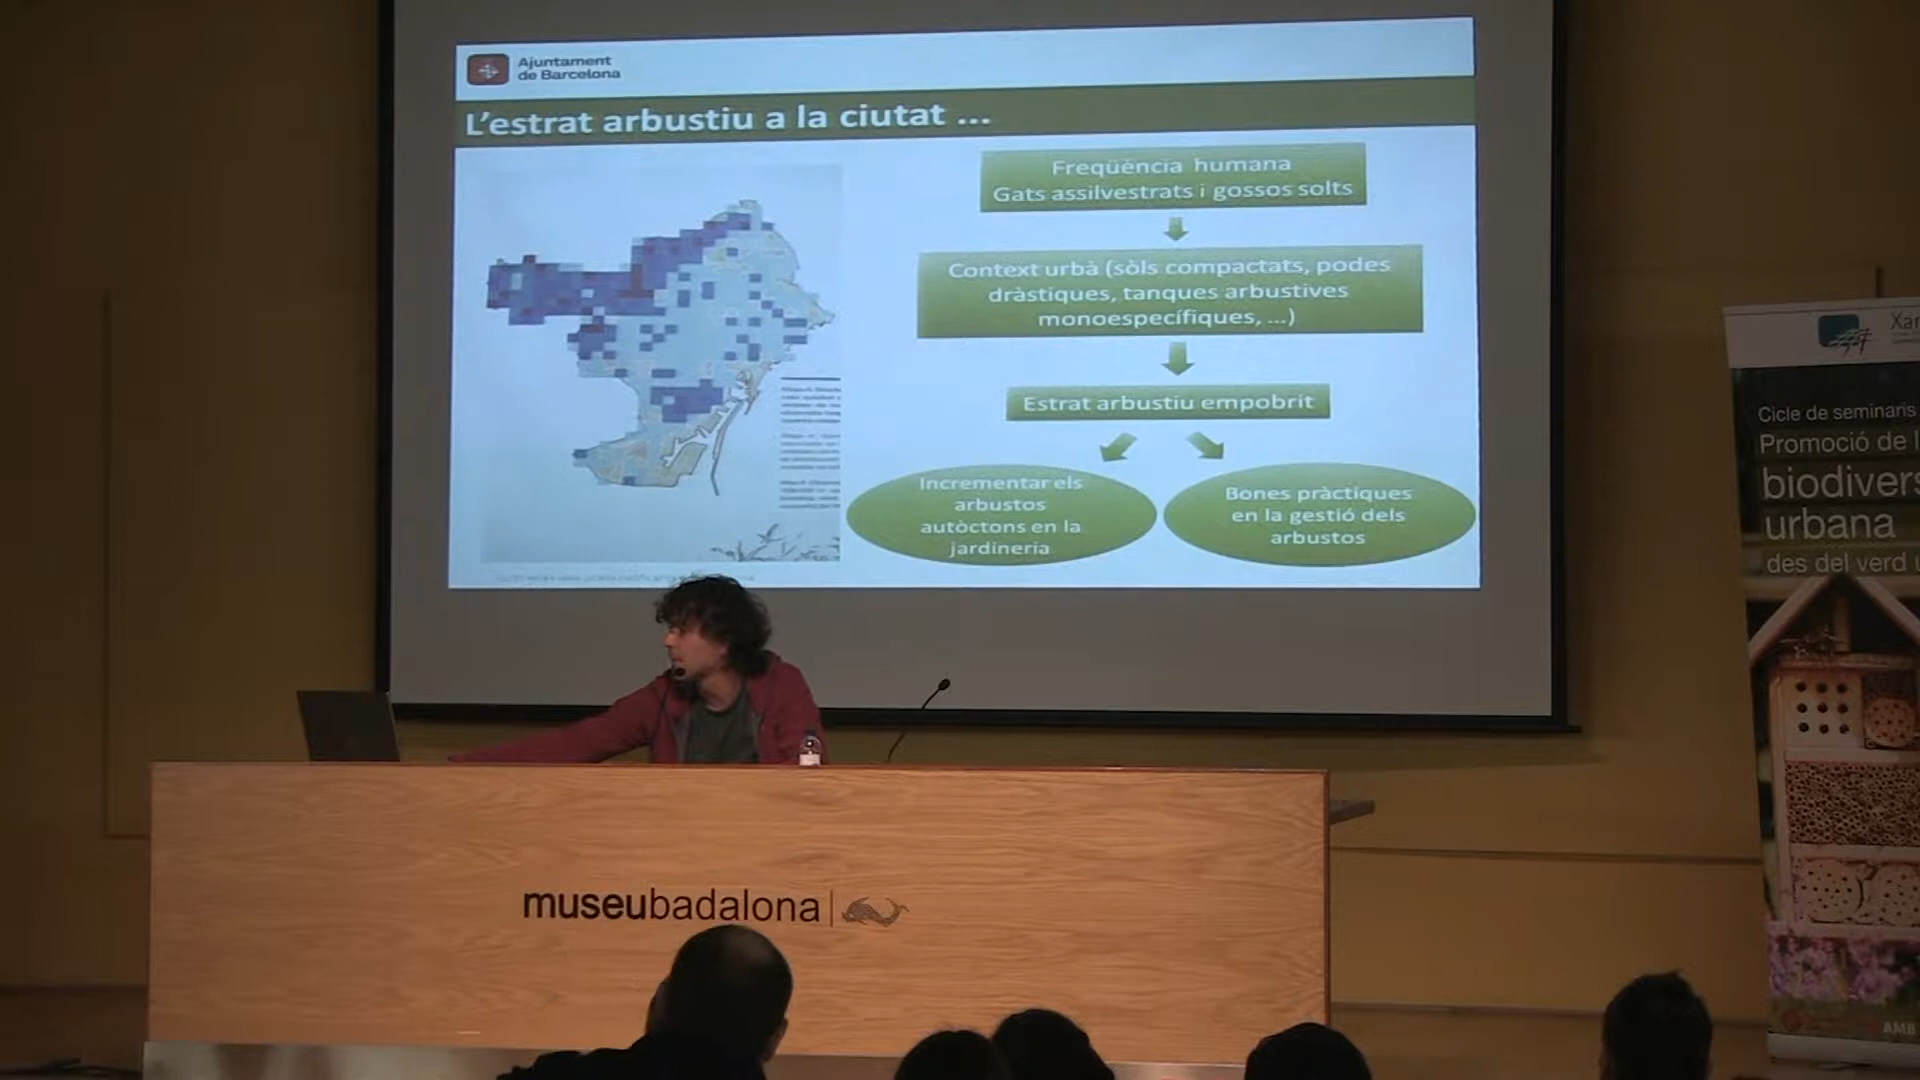 Ajuntament
de Barcelona
L'estrat arbustiu a la ciutat ...
Freqüència humana
Gats assilvestrats i gossos solts
Context urbà (sòls compactats, podes
dràstiques, tanques arbustives
monoespecífiques, ...)
Estrat arbustiu empobrit
Incrementar els
arbustos
autòctons en la
jardineria
Bones pràctiques
en la gestió dels
arbustos
Xar
Cicle de seminaris
Promoció de l
biodivers
urbana
des del verd u
AMB
museubadalona